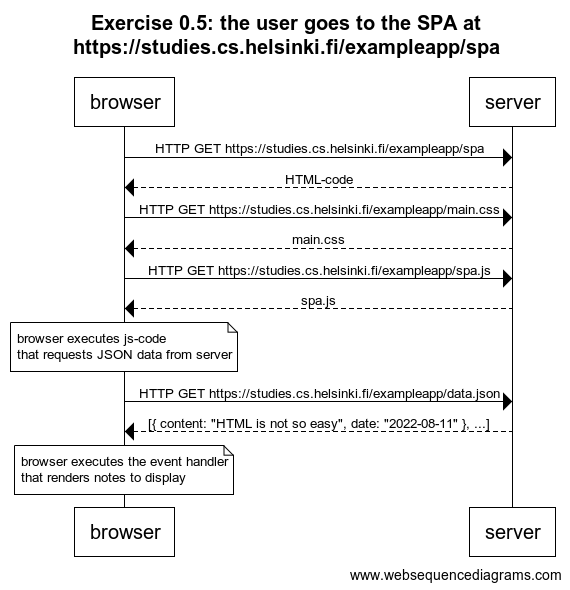 Exercise 0.5: the user goes to the SPA at
https://studies.cs.helsinki.fi/exampleapp/spa
browser
server
HTTP GET https://studies.cs.helsinki.fi/exampleapp/spa
HTML-code
HTTP GET https://studies.cs.helsinki.fi/exampleapp/main.css
main.css
HTTP GET https://studies.cs.helsinki.fi/exampleapp/spa.js
spa.js
browser executes js-code
that requests JSON data from server
HTTP GET https://studies.cs.helsinki.fi/exampleapp/data.json
[{ content: "HTML is not so easy", date: "2022-08-11" }, ...]
browser executes the event handler
that renders notes to display
browser
server
www.websequencediagrams.com